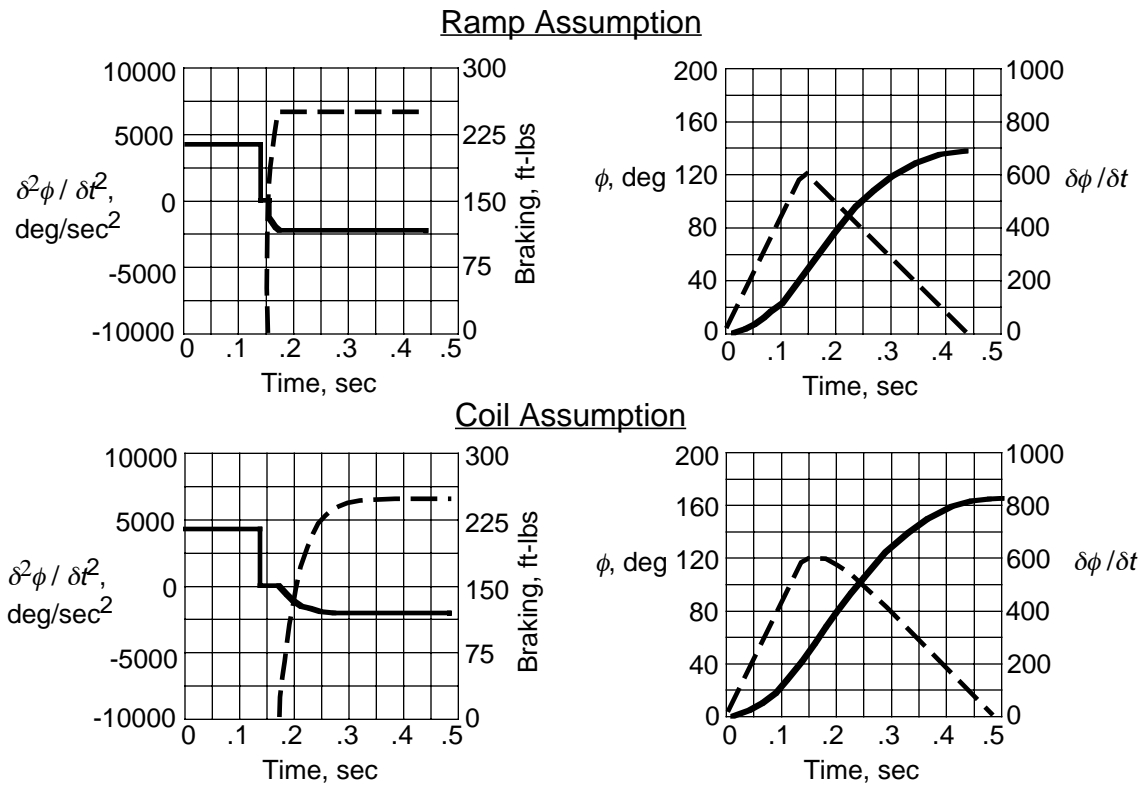 Ramp Assumption
10000
5000
0
-5000
-10000
δ²φ / δt²,
deg/sec²
300
225
150
75
0
Braking, ft-lbs
0 .1 .2 .3 .4 .5
Time, sec
200
160
φ, deg 120
80
40
0
1000
800
600 δφ/δt
400
200
0
0 .1 .2 .3 .4 .5
Time, sec
Coil Assumption
10000
5000
0
-5000
-10000
δ²φ / δt²,
deg/sec²
300
225
150
75
0
Braking, ft-lbs
0 .1 .2 .3 .4 .5
Time, sec
200
160
φ, deg 120
80
40
0
1000
800
600 δφ/δt
400
200
0
0 .1 .2 .3 .4 .5
Time, sec